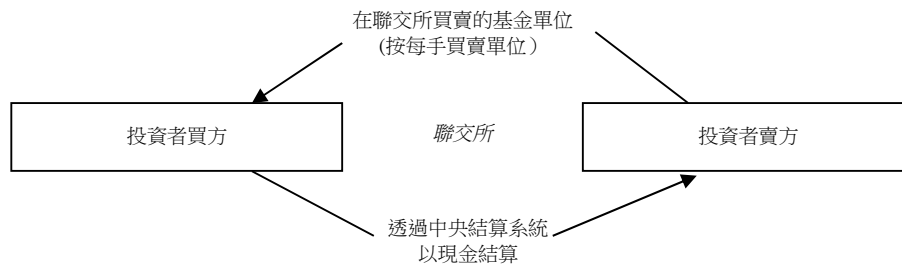 在聯交所買賣的基金單位
(按每手買賣單位）
投資者買方
聯交所
投資者賣方
透過中央結算系統
以現金結算